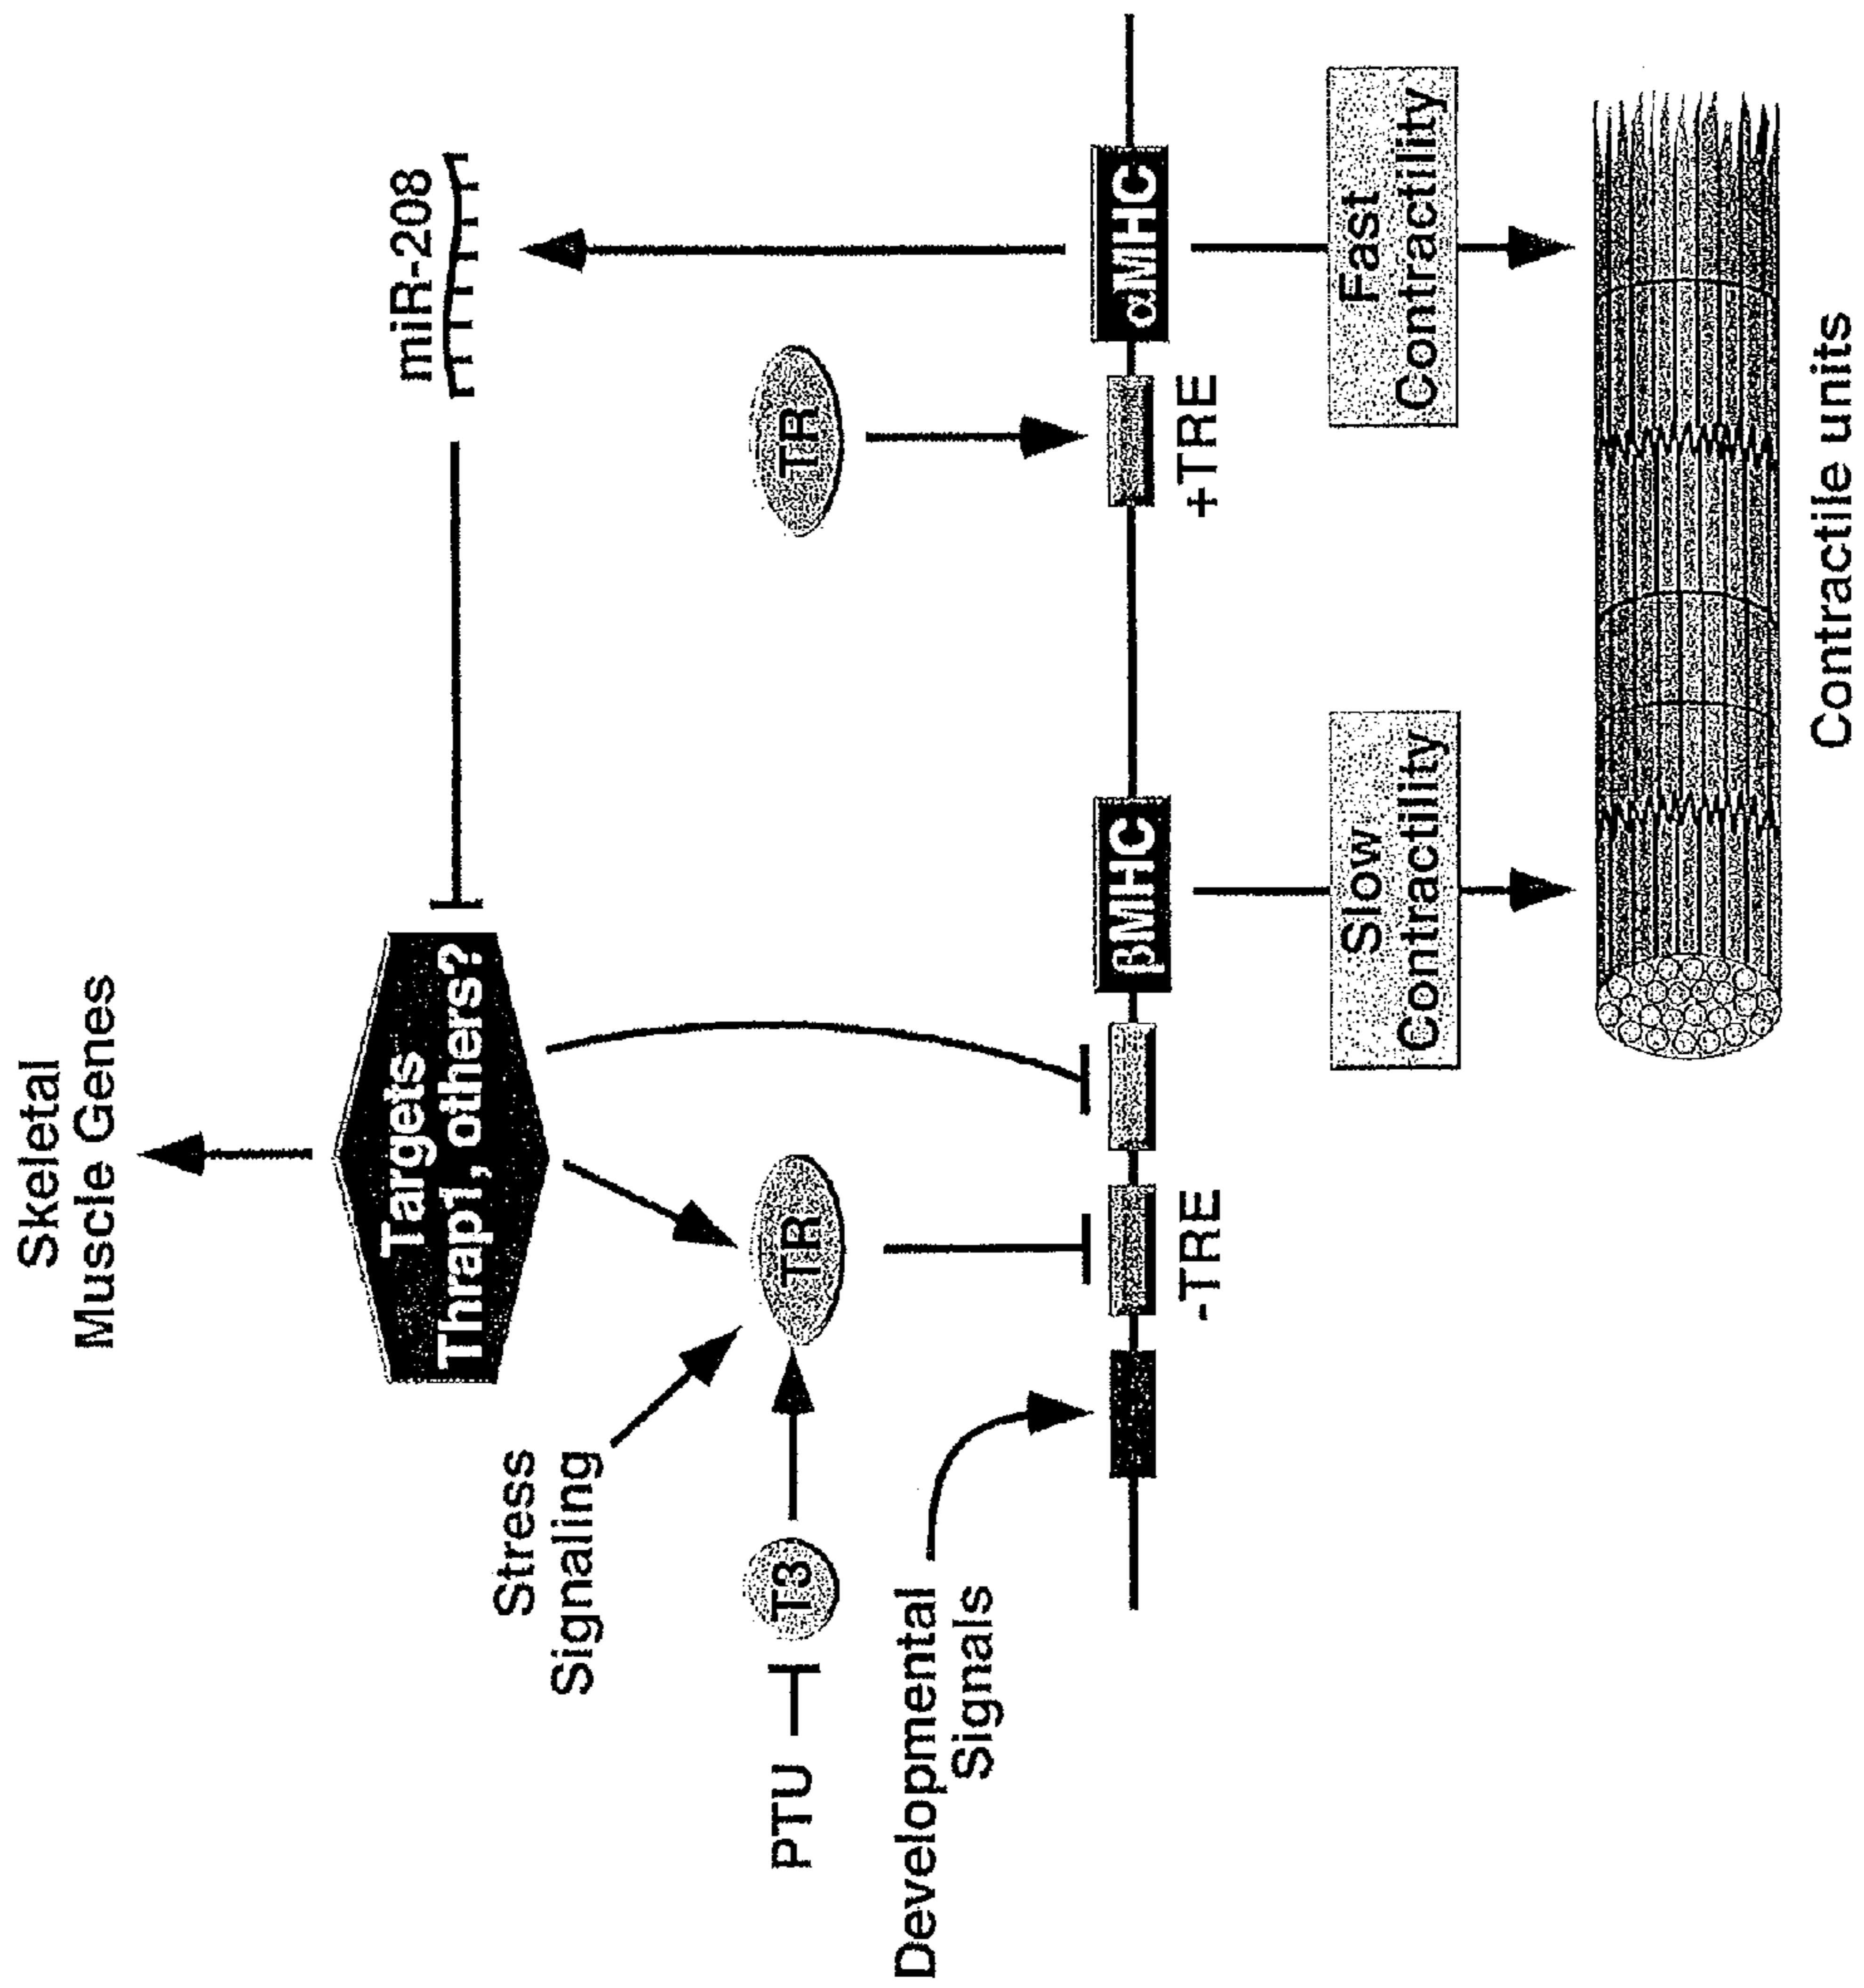 Skeletal
Muscle Genes
Targets
Thrap1, others?
miR-208
Stress
Signaling
PTU
T3
TR
TR
Developmental
Signals
-TRE
βMHC
+TRE
αMHC
Slow
Contractility
Fast
Contractility
Contractile units